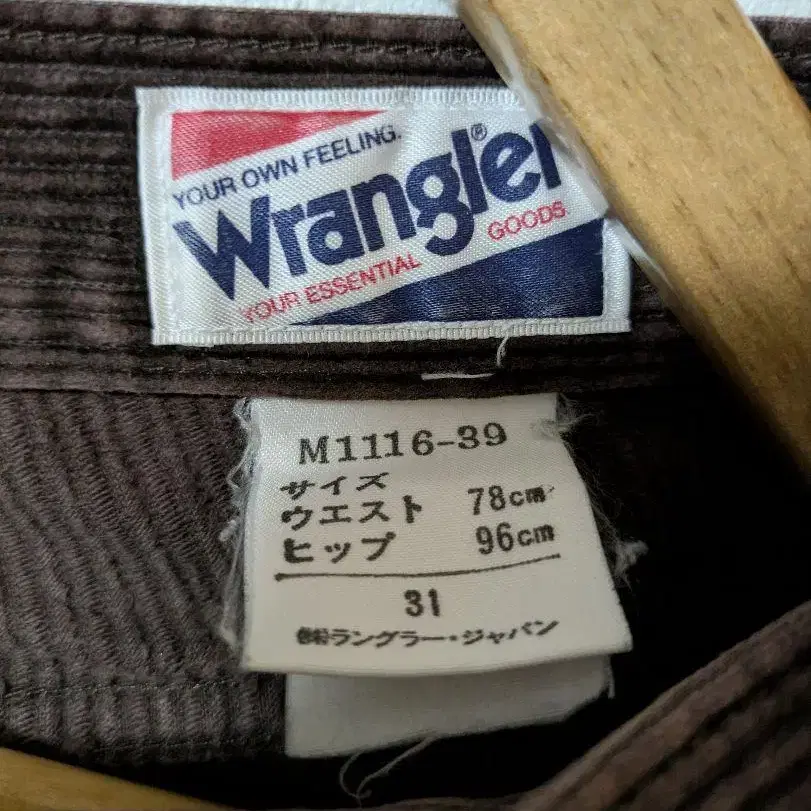 YOUR OWN FEELING.
Wrangler®
YOUR ESSENTIAL GOODS
M1116-39
サイズ
ウエスト 78cm
ヒップ 96cm
31
㈱ラングラー・ジャパン